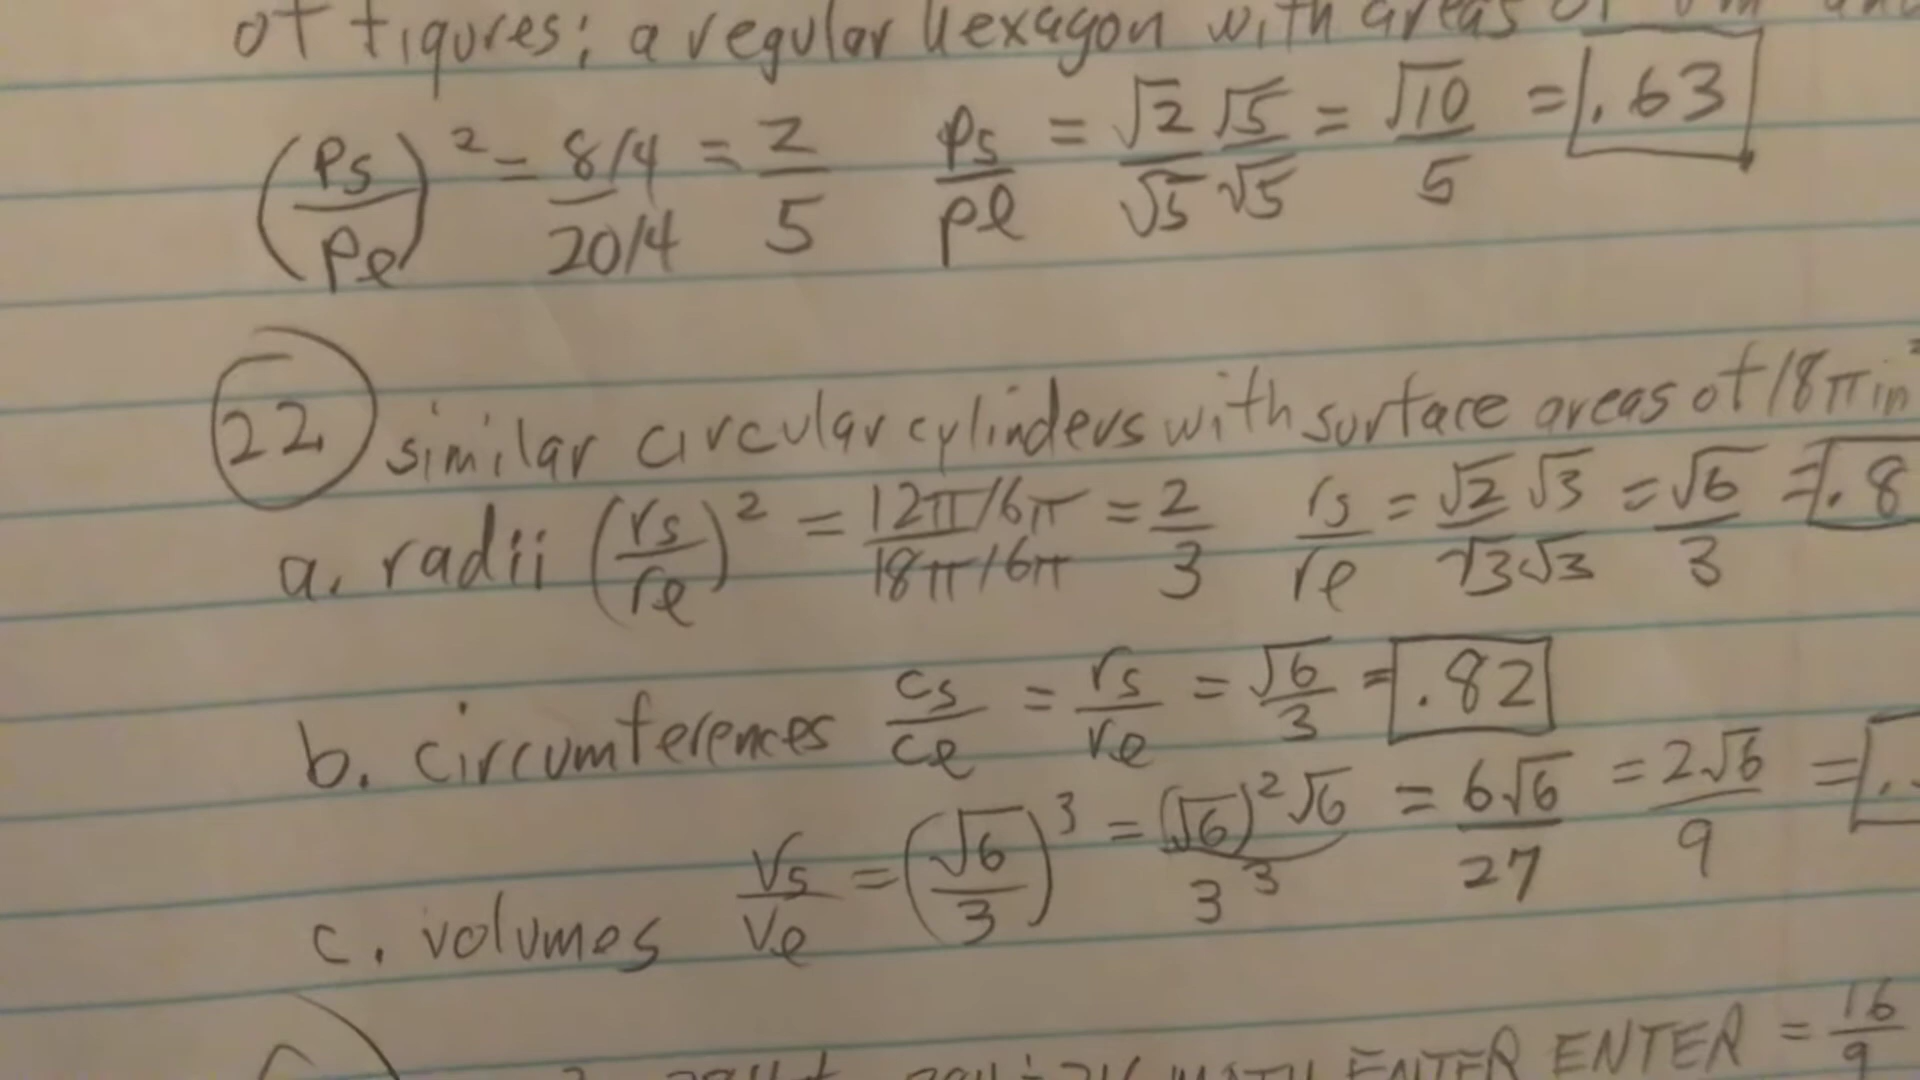 of figures: a regular hexagon with areas of
(Ps/Pl)² = 8/4 / 20/4 = 2/5 Ps/Pl = √2 √5 / √5 √5 = √10/5 = .63
22. similar circular cylinders with surface areas of 18π in²
a. radii (rs/rl)² = 12π/6π / 18π/6π = 2/3 rs/rl = √2 √3 / √3 √3 = √6/3 = .8
b. circumferences cs/cl = rs/rl = √6/3 = .82
c. volumes Vs/Vl = (√6/3)³ = (√6)²√6 / 3³ = 6√6/27 = 2√6/9 = .
MATH ENTER ENTER = 16/9